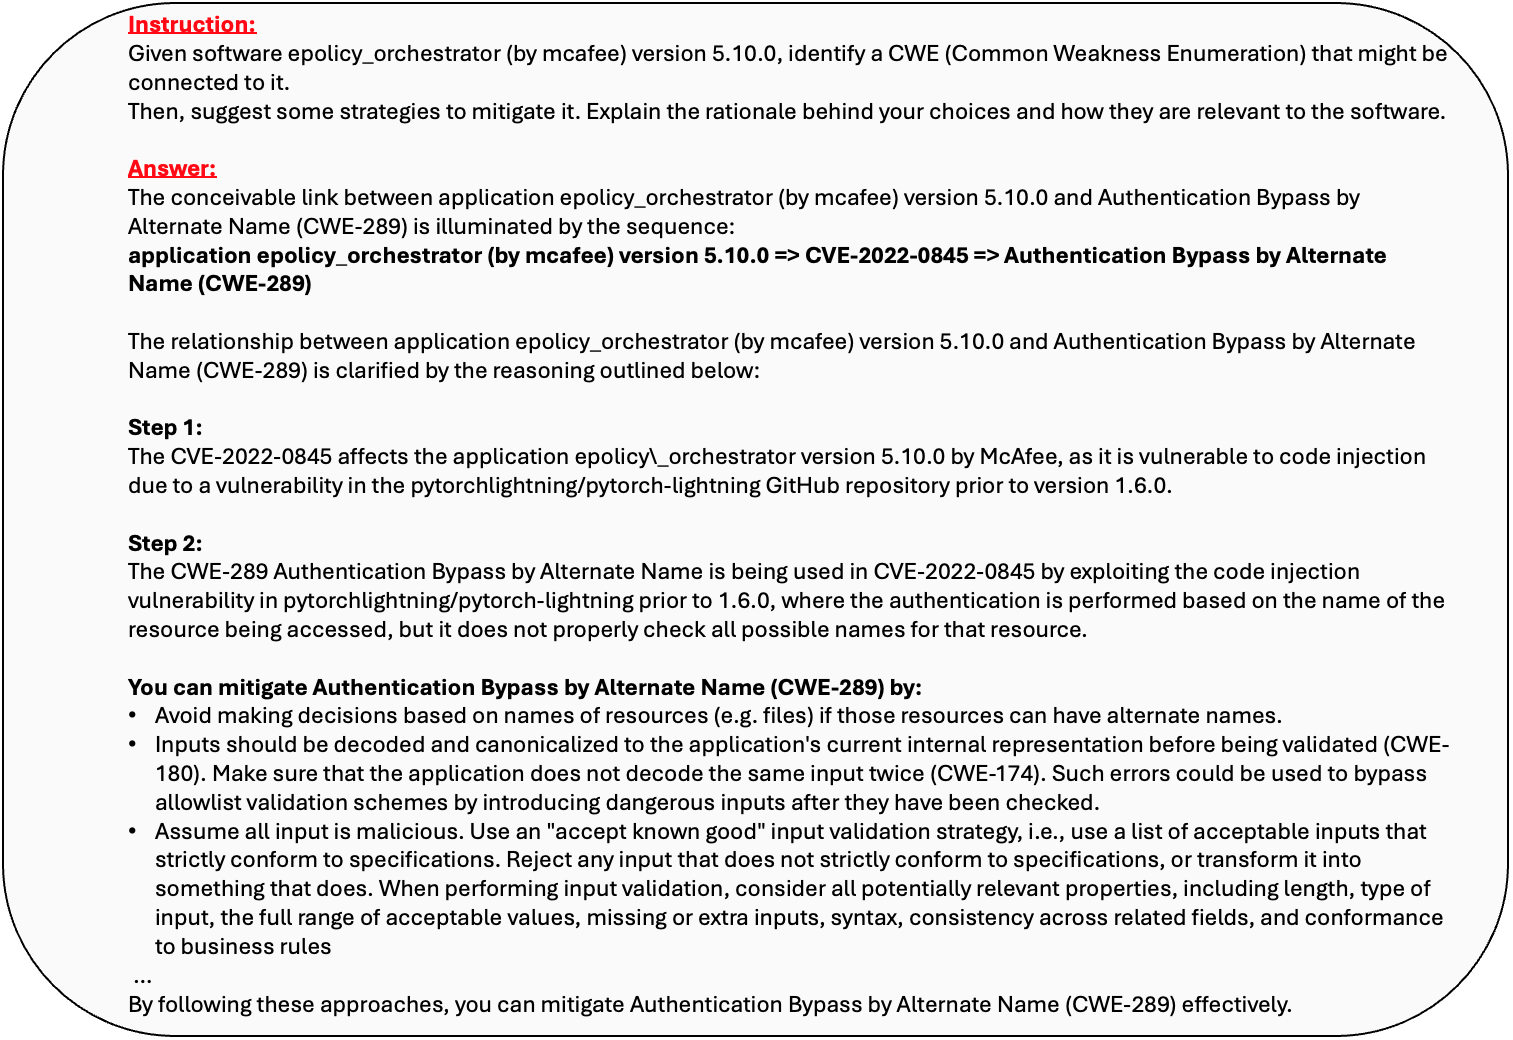 Instruction:
Given software epolicy_orchestrator (by mcafee) version 5.10.0, identify a CWE (Common Weakness Enumeration) that might be
connected to it.
Then, suggest some strategies to mitigate it. Explain the rationale behind your choices and how they are relevant to the software.
Answer:
The conceivable link between application epolicy_orchestrator (by mcafee) version 5.10.0 and Authentication Bypass by
Alternate Name (CWE-289) is illuminated by the sequence:
application epolicy_orchestrator (by mcafee) version 5.10.0 => CVE-2022-0845 => Authentication Bypass by Alternate
Name (CWE-289)
The relationship between application epolicy_orchestrator (by mcafee) version 5.10.0 and Authentication Bypass by Alternate
Name (CWE-289) is clarified by the reasoning outlined below:
Step 1:
The CVE-2022-0845 affects the application epolicy\_orchestrator version 5.10.0 by McAfee, as it is vulnerable to code injection
due to a vulnerability in the pytorchlightning/pytorch-lightning GitHub repository prior to version 1.6.0.
Step 2:
The CWE-289 Authentication Bypass by Alternate Name is being used in CVE-2022-0845 by exploiting the code injection
vulnerability in pytorchlightning/pytorch-lightning prior to 1.6.0, where the authentication is performed based on the name of the
resource being accessed, but it does not properly check all possible names for that resource.
You can mitigate Authentication Bypass by Alternate Name (CWE-289) by:
• Avoid making decisions based on names of resources (e.g. files) if those resources can have alternate names.
• Inputs should be decoded and canonicalized to the application's current internal representation before being validated (CWE-
180). Make sure that the application does not decode the same input twice (CWE-174). Such errors could be used to bypass
allowlist validation schemes by introducing dangerous inputs after they have been checked.
• Assume all input is malicious. Use an "accept known good" input validation strategy, i.e., use a list of acceptable inputs that
strictly conform to specifications. Reject any input that does not strictly conform to specifications, or transform it into
something that does. When performing input validation, consider all potentially relevant properties, including length, type of
input, the full range of acceptable values, missing or extra inputs, syntax, consistency across related fields, and conformance
to business rules
...
By following these approaches, you can mitigate Authentication Bypass by Alternate Name (CWE-289) effectively.